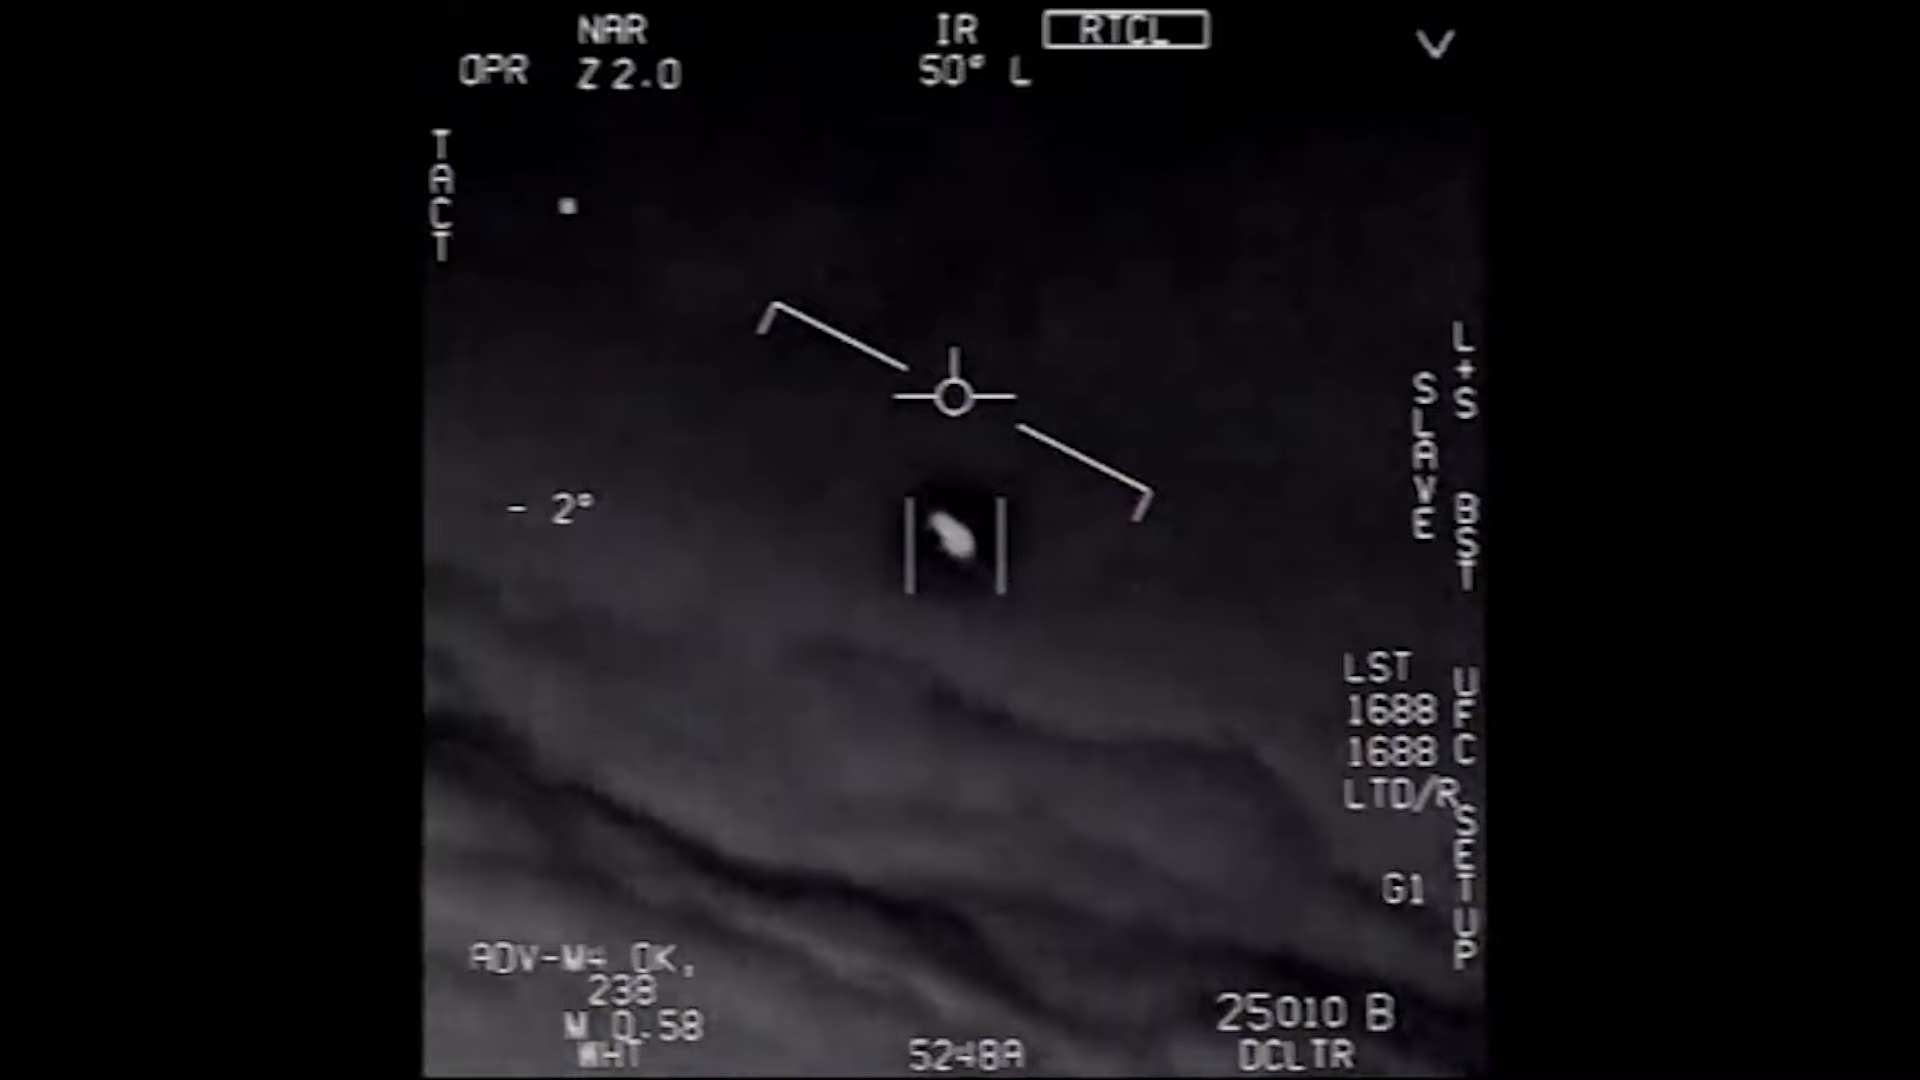 NAR IR RTCL
OPR Z 2.0 50° L
TACT
L+S
SLAVE
- 2°
BST
LST
1688
1688
UFC
LTD/R
SETUP
G1
ADV-M4 OK,
238
M 0.58
WHT
5248A
25010 B
DCLTR